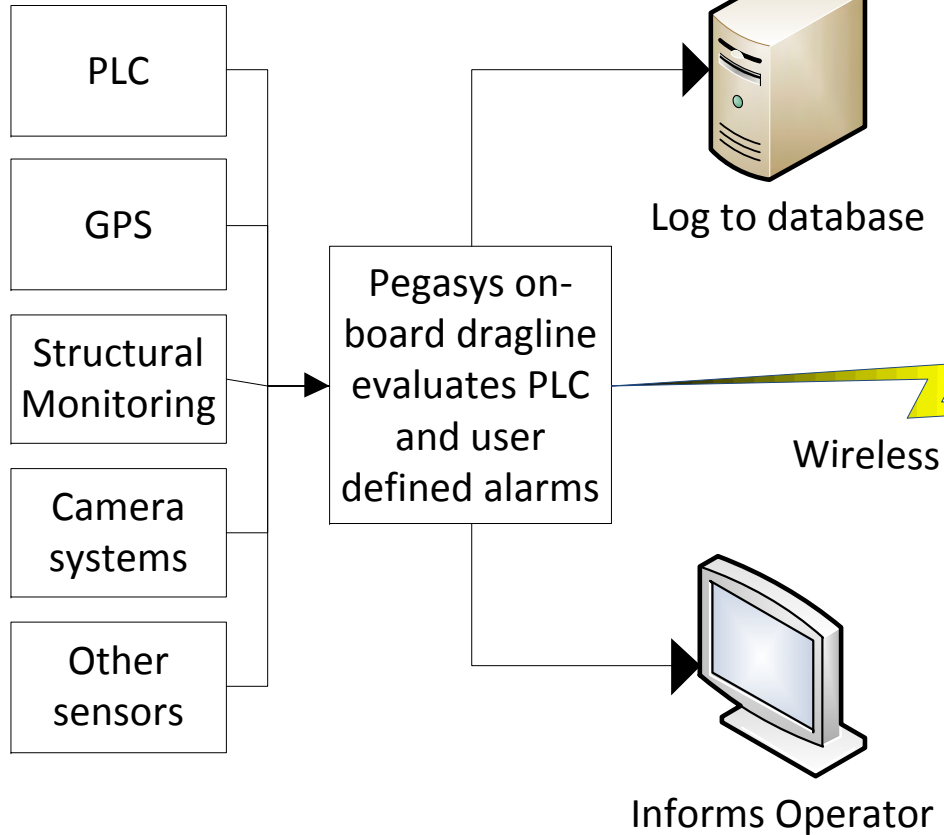 PLC
GPS
Structural
Monitoring
Camera
systems
Other
sensors
Pegasys on-
board dragline
evaluates PLC
and user
defined alarms
Log to database
Wireless
Informs Operator